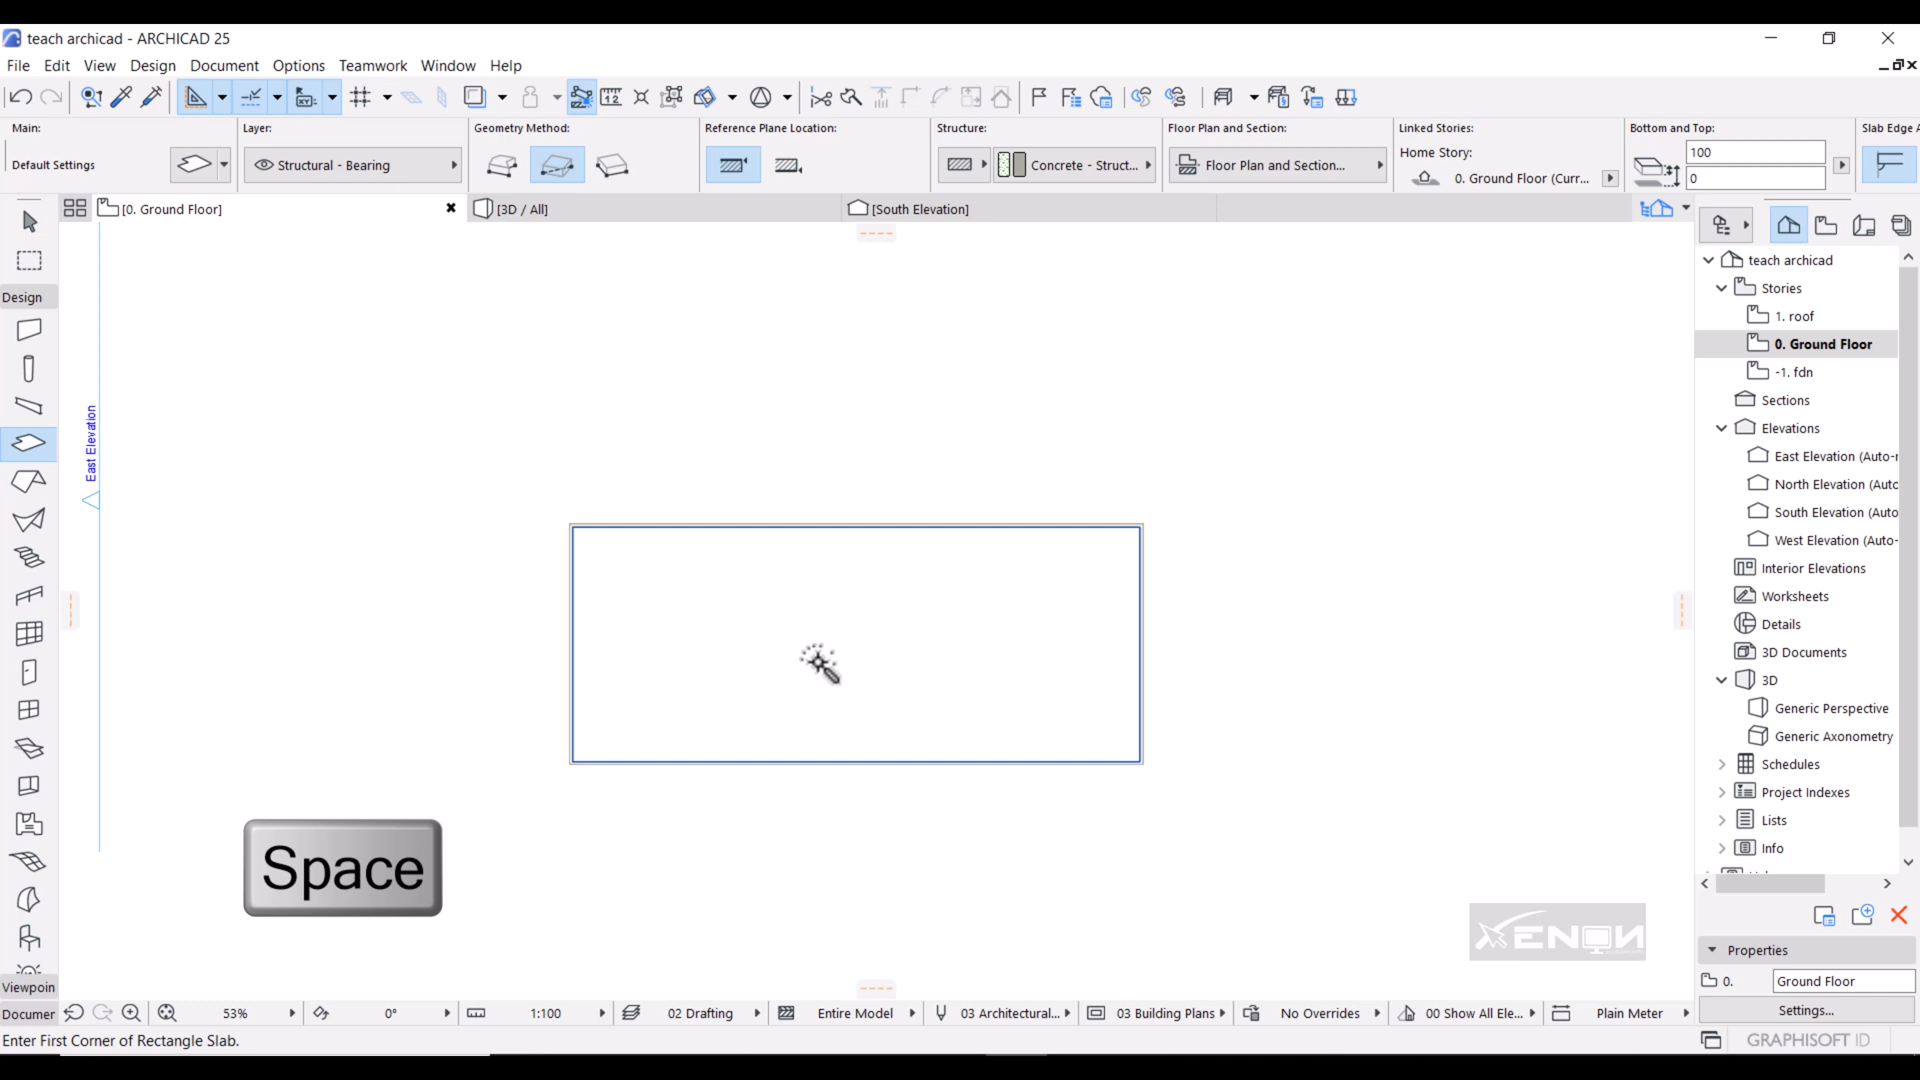 teach archicad - ARCHICAD 25
File Edit View Design Document Options Teamwork Window Help
Main:
Default Settings
Layer:
Structural - Bearing
Geometry Method:
Reference Plane Location:
Structure:
Concrete - Struct...
Floor Plan and Section:
Floor Plan and Section...
Linked Stories:
Home Story:
0. Ground Floor (Curr...
Bottom and Top:
100
0
Slab Edge A
[0. Ground Floor]
[3D / All]
[South Elevation]
Design
East Elevation
Space
XENON
teach archicad
Stories
1. roof
0. Ground Floor
-1. fdn
Sections
Elevations
East Elevation (Auto-r
North Elevation (Autc
South Elevation (Auto
West Elevation (Auto-
Interior Elevations
Worksheets
Details
3D Documents
3D
Generic Perspective
Generic Axonometry
Schedules
Project Indexes
Lists
Info
Properties
0.
Ground Floor
Settings...
Viewpoin
Documer
53%
0°
1:100
02 Drafting
Entire Model
03 Architectural...
03 Building Plans
No Overrides
00 Show All Ele...
Plain Meter
Enter First Corner of Rectangle Slab.
GRAPHISOFT ID